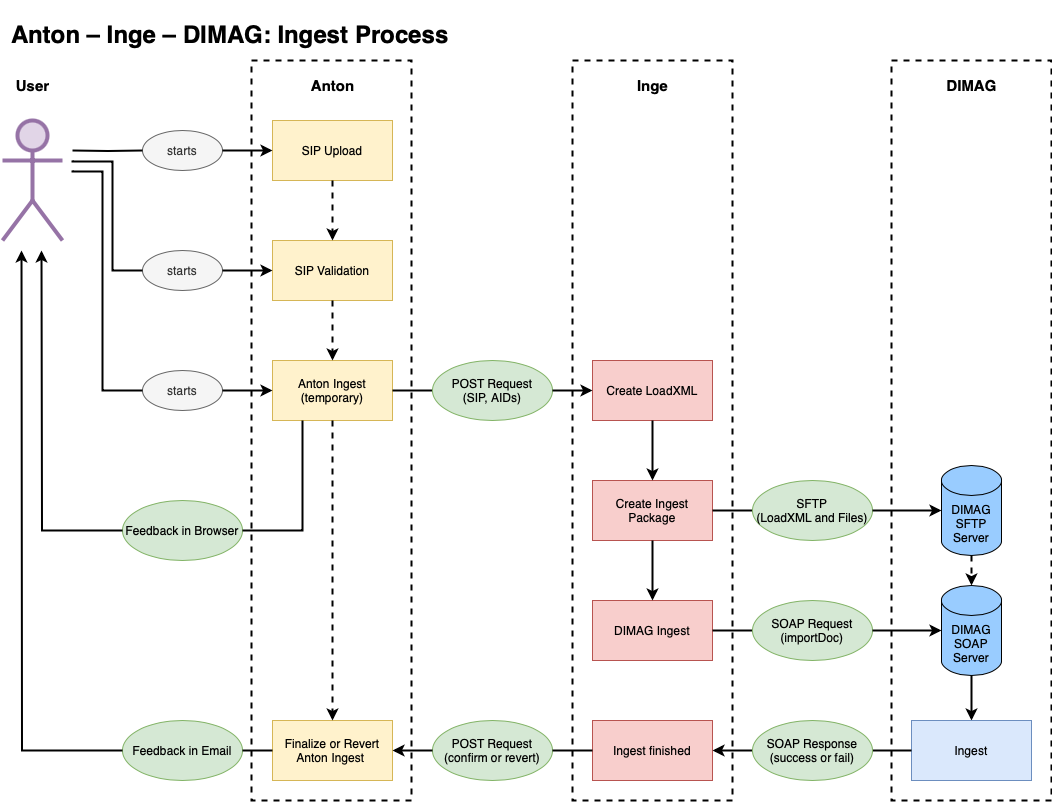 Anton – Inge – DIMAG: Ingest Process
User
Anton
Inge
DIMAG
starts
SIP Upload
starts
SIP Validation
starts
Anton Ingest
(temporary)
POST Request
(SIP, AIDs)
Create LoadXML
Feedback in Browser
Create Ingest
Package
SFTP
(LoadXML and Files)
DIMAG
SFTP
Server
DIMAG Ingest
SOAP Request
(importDoc)
DIMAG
SOAP
Server
Feedback in Email
Finalize or Revert
Anton Ingest
POST Request
(confirm or revert)
Ingest finished
SOAP Response
(success or fail)
Ingest